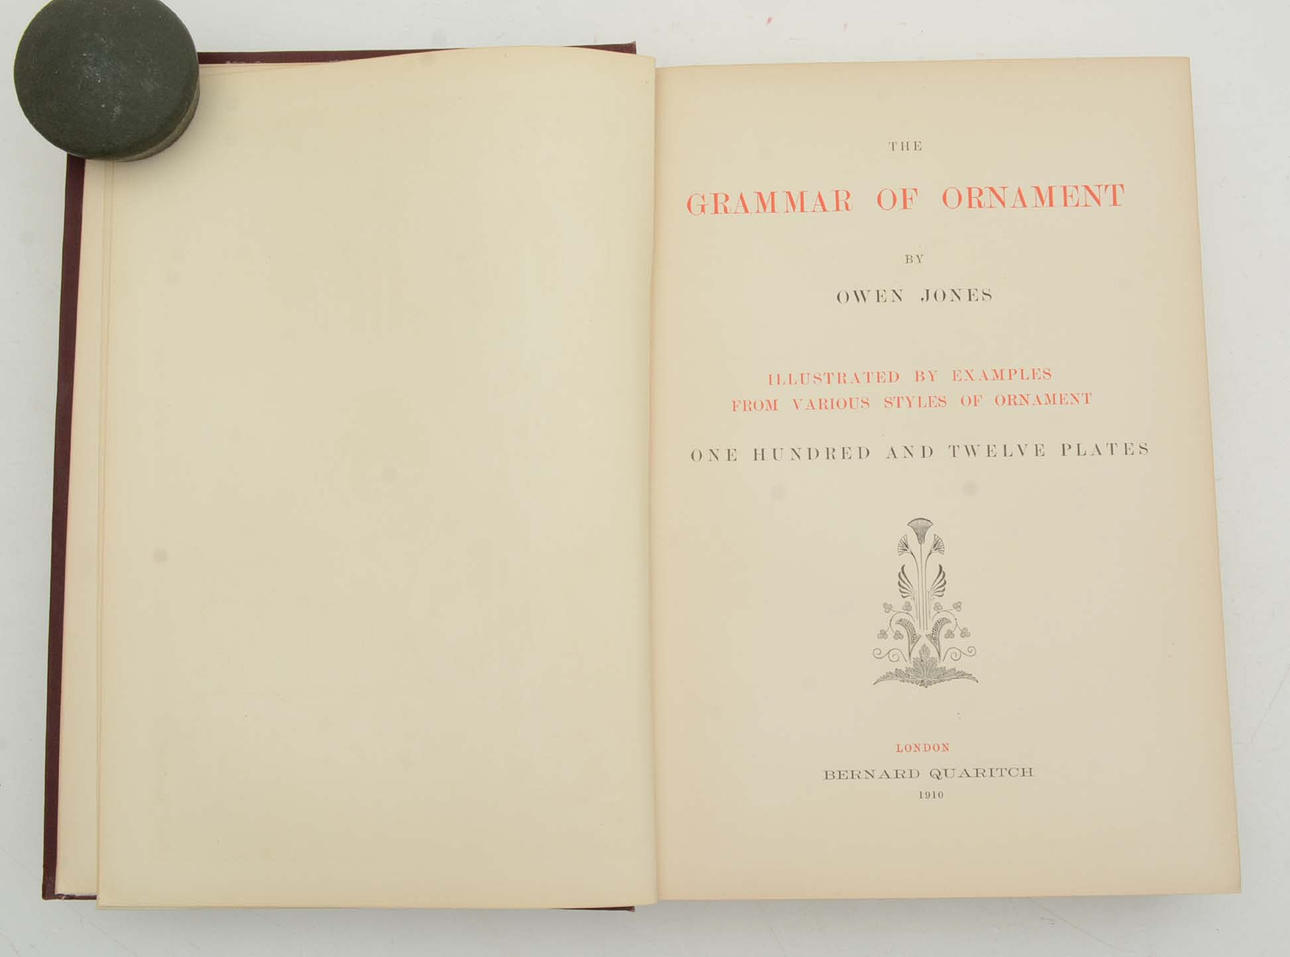 THE
GRAMMAR OF ORNAMENT
BY
OWEN JONES
ILLUSTRATED BY EXAMPLES
FROM VARIOUS STYLES OF ORNAMENT
ONE HUNDRED AND TWELVE PLATES
LONDON
BERNARD QUARITCH
1910